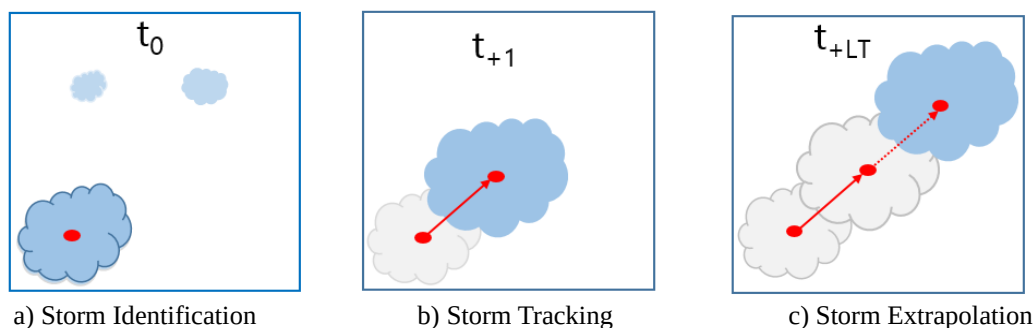 t₀
t₊₁
t₊LT
a) Storm Identification
b) Storm Tracking
c) Storm Extrapolation